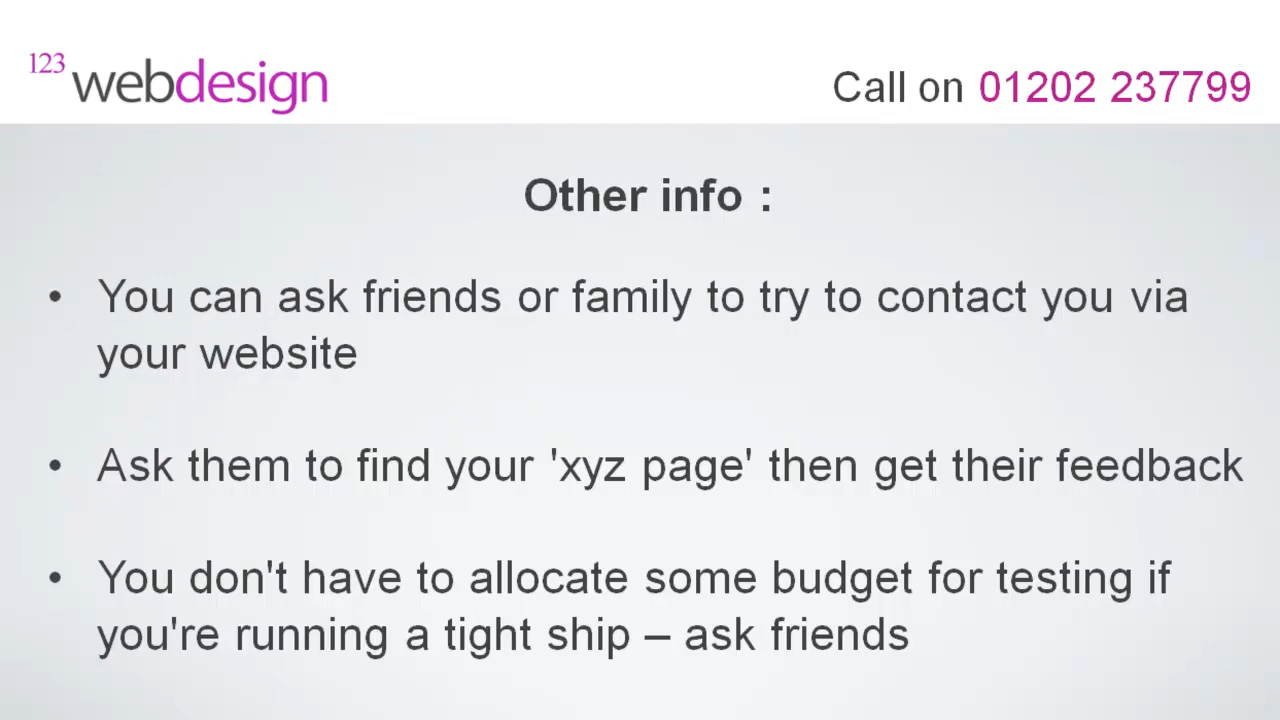 123 webdesign
Call on 01202 237799
Other info :
• You can ask friends or family to try to contact you via
your website
• Ask them to find your 'xyz page' then get their feedback
• You don't have to allocate some budget for testing if
you're running a tight ship – ask friends